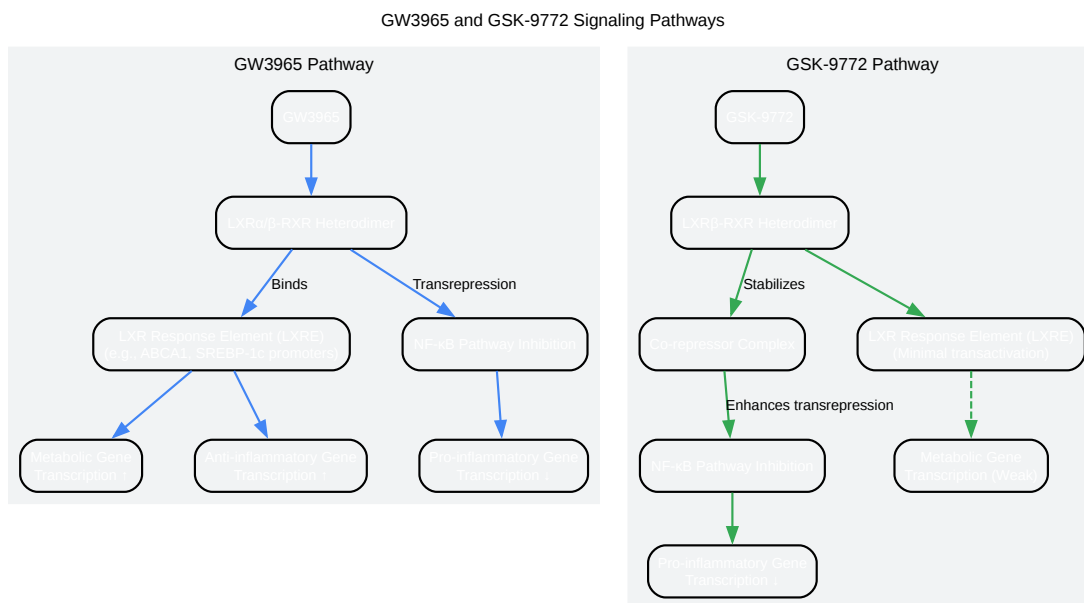 GW3965 and GSK-9772 Signaling Pathways
GW3965 Pathway
GW3965
LXRα/β-RXR Heterodimer
Binds
Transrepression
LXR Response Element (LXRE)
(e.g., ABCA1, SREBP-1c promoters)
NF-κB Pathway Inhibition
Metabolic Gene
Transcription ↑
Anti-inflammatory Gene
Transcription ↑
Pro-inflammatory Gene
Transcription ↓
GSK-9772 Pathway
GSK-9772
LXRβ-RXR Heterodimer
Stabilizes
Co-repressor Complex
LXR Response Element (LXRE)
(Minimal transactivation)
Enhances transrepression
NF-κB Pathway Inhibition
Metabolic Gene
Transcription (Weak)
Pro-inflammatory Gene
Transcription ↓